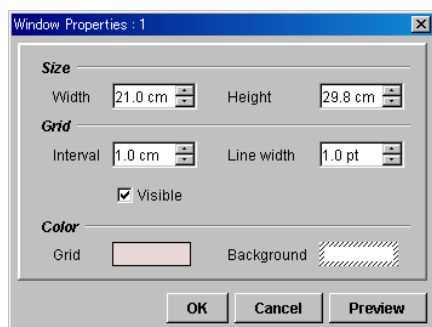 Window Properties : 1
Size
Width 21.0 cm Height 29.8 cm
Grid
Interval 1.0 cm Line width 1.0 pt
Visible
Color
Grid Background
OK Cancel Preview